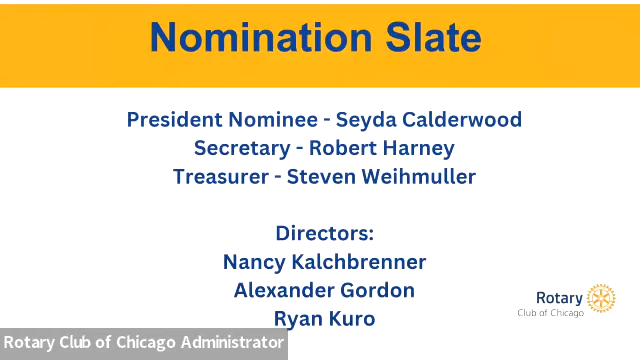 Nomination Slate
President Nominee - Seyda Calderwood
Secretary - Robert Harney
Treasurer - Steven Weihmuller
Directors:
Nancy Kalchbrenner
Alexander Gordon
Ryan Kuro
Rotary
Club of Chicago
Rotary Club of Chicago Administrator